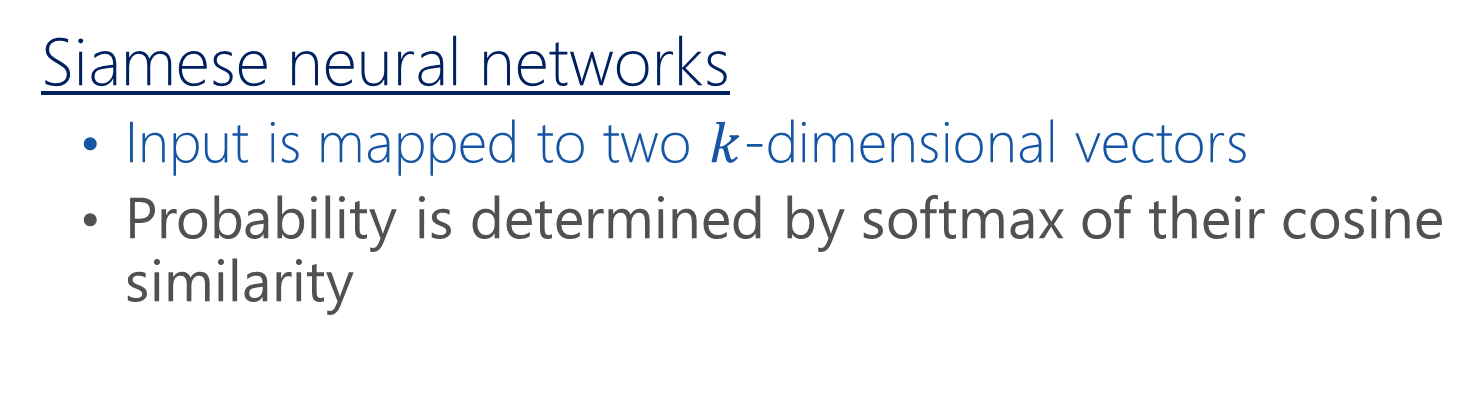 Siamese neural networks
• Input is mapped to two k-dimensional vectors
• Probability is determined by softmax of their cosine
similarity